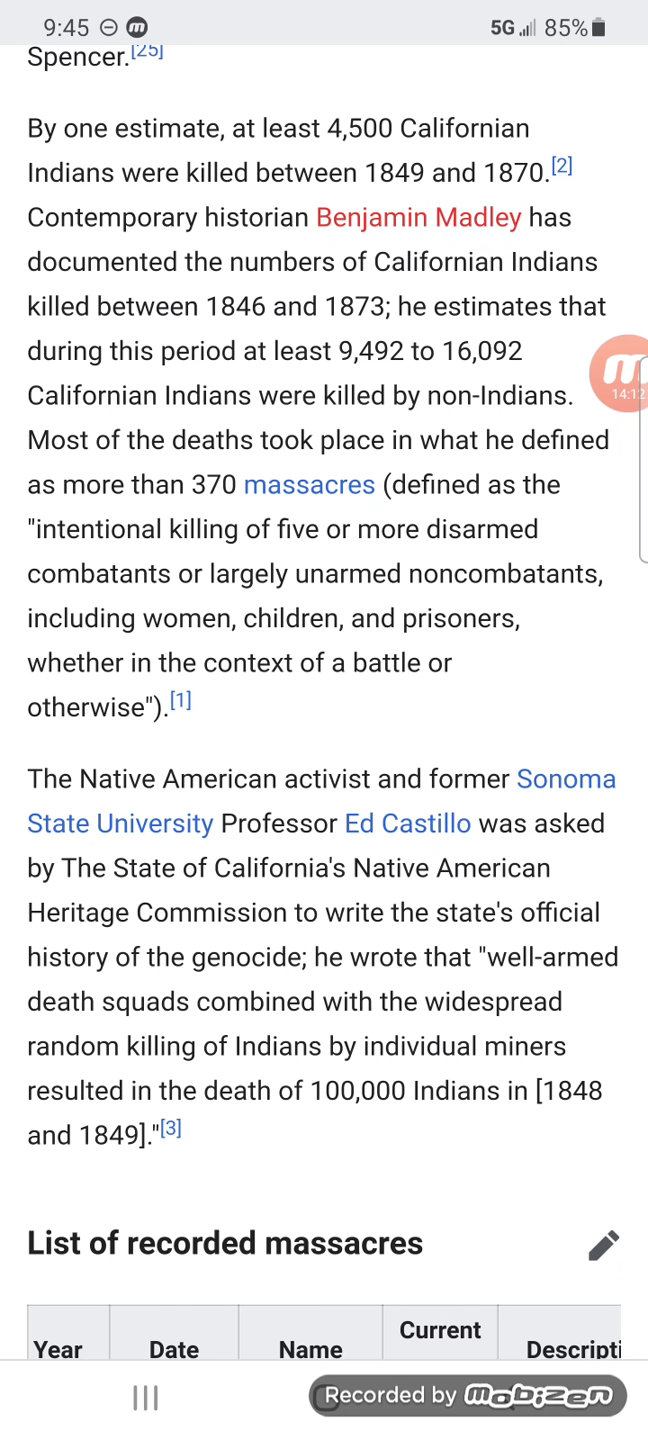 9:45
5G 85%
Spencer.[25]
By one estimate, at least 4,500 Californian
Indians were killed between 1849 and 1870.[2]
Contemporary historian Benjamin Madley has
documented the numbers of Californian Indians
killed between 1846 and 1873; he estimates that
during this period at least 9,492 to 16,092
Californian Indians were killed by non-Indians.
14:12
Most of the deaths took place in what he defined
as more than 370 massacres (defined as the
"intentional killing of five or more disarmed
combatants or largely unarmed noncombatants,
including women, children, and prisoners,
whether in the context of a battle or
otherwise").[1]
The Native American activist and former Sonoma
State University Professor Ed Castillo was asked
by The State of California's Native American
Heritage Commission to write the state's official
history of the genocide; he wrote that "well-armed
death squads combined with the widespread
random killing of Indians by individual miners
resulted in the death of 100,000 Indians in [1848
and 1849]."[3]
List of recorded massacres
Current
Year Date Name Descripti
Recorded by mobizen